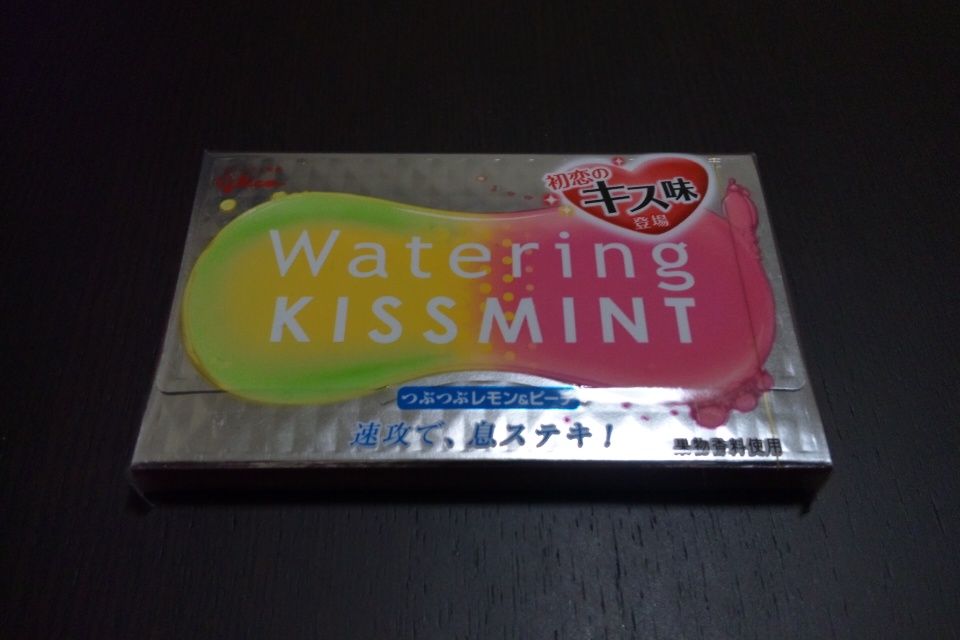 Glico
初恋の
キス味
登場
Watering
KISSMINT
つぶつぶレモン&ピーチ
速攻で、息ステキ!
果物香料使用